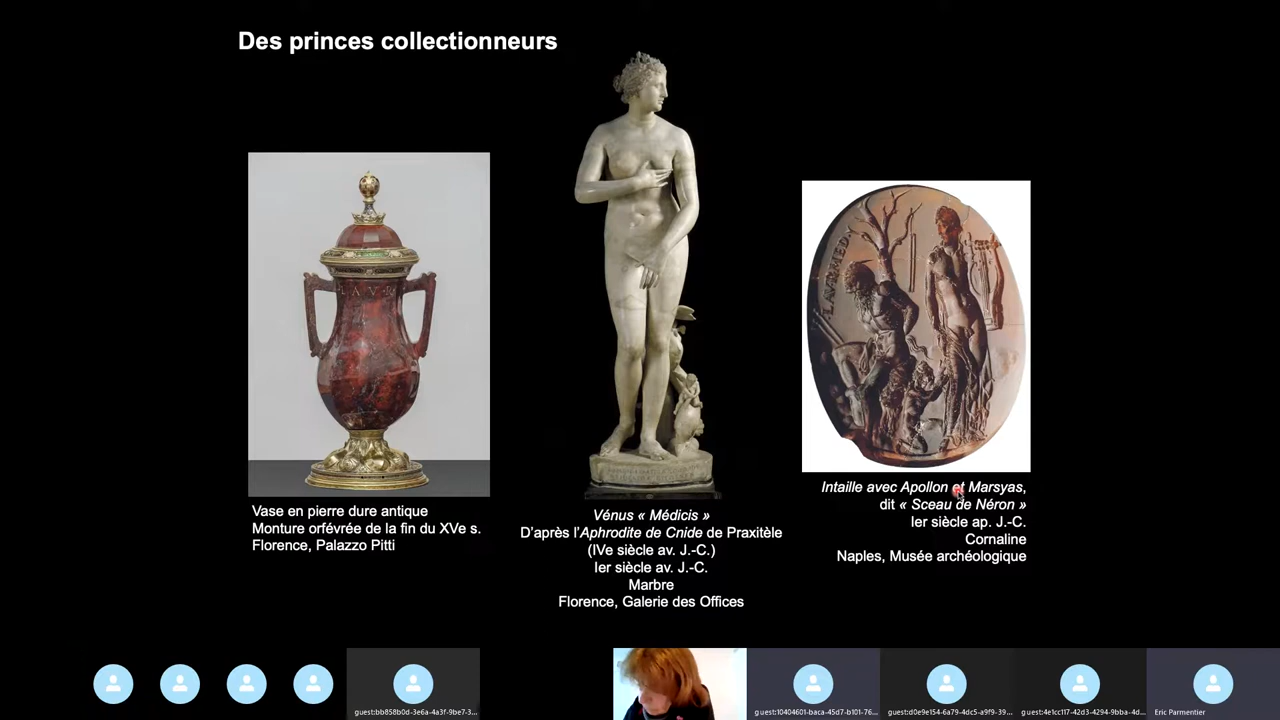 Des princes collectionneurs
LAVR
LAVR MED
Vase en pierre dure antique
Monture orfévrée de la fin du XVe s.
Florence, Palazzo Pitti
Vénus « Médicis »
D'après l'Aphrodite de Cnide de Praxitèle
(IVe siècle av. J.-C.)
Ier siècle av. J.-C.
Marbre
Florence, Galerie des Offices
Intaille avec Apollon et Marsyas,
dit « Sceau de Néron »
Ier siècle ap. J.-C.
Cornaline
Naples, Musée archéologique
guest:bb858b0d-3e6a-4a3f-9be7-3...
guest:10404601-baca-45d7-b101-76...
guest:d0e9e154-6a79-4dc5-a9f9-39...
guest:4e1cc117-42d3-4294-9bba-4d...
Eric Parmentier